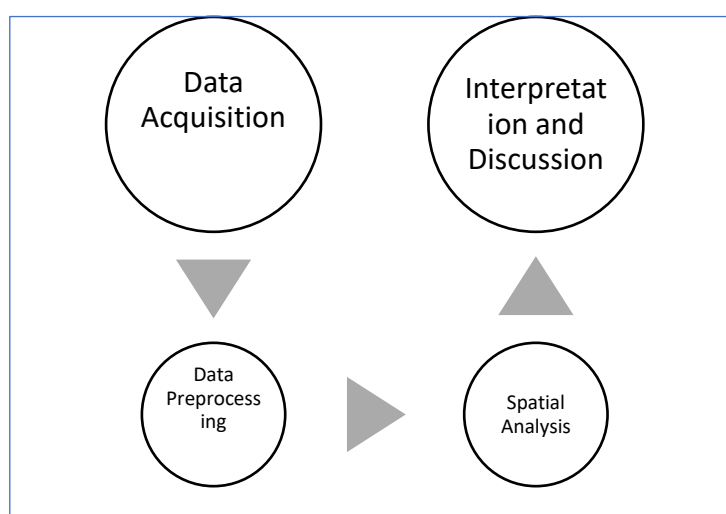 Data
Acquisition
Interpretat
ion and
Discussion
Data
Preprocess
ing
Spatial
Analysis